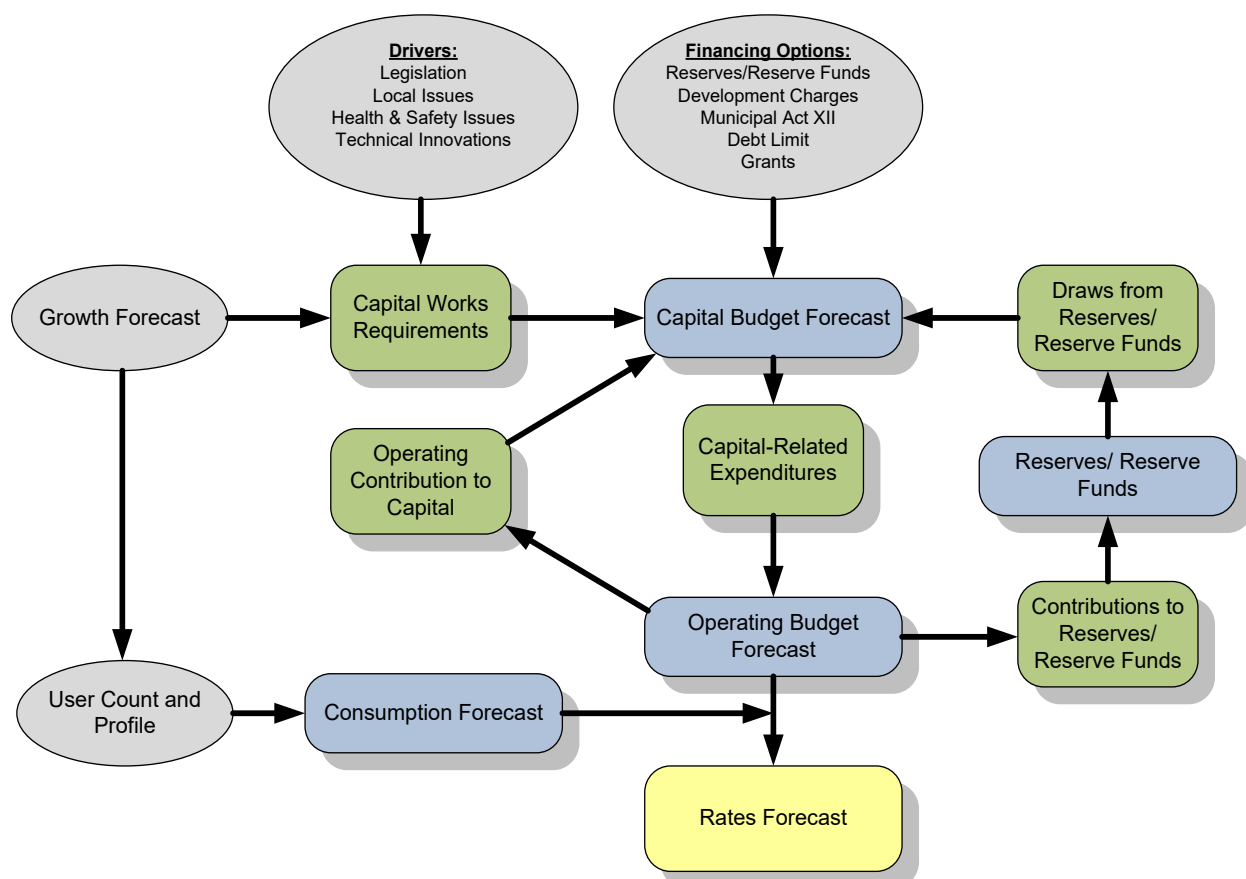 Drivers:
Legislation
Local Issues
Health & Safety Issues
Technical Innovations
Financing Options:
Reserves/Reserve Funds
Development Charges
Municipal Act XII
Debt Limit
Grants
Growth Forecast
Capital Works
Requirements
Capital Budget Forecast
Draws from
Reserves/
Reserve Funds
Operating
Contribution to
Capital
Capital-Related
Expenditures
Reserves/ Reserve
Funds
Operating Budget
Forecast
Contributions to
Reserves/
Reserve Funds
User Count and
Profile
Consumption Forecast
Rates Forecast